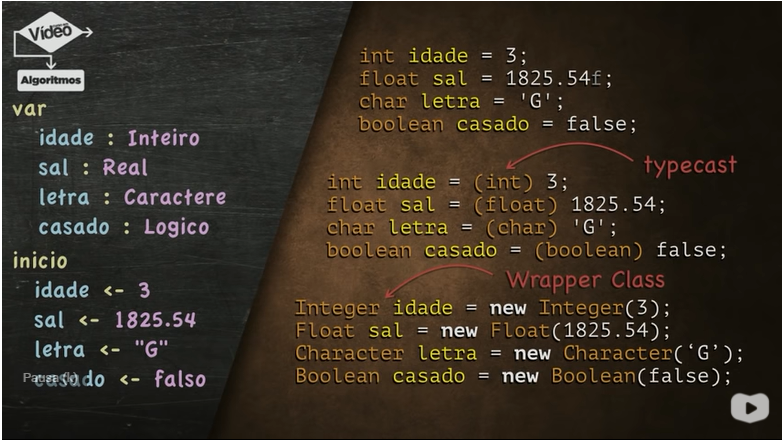 Vídeo
Algoritmos
var
idade : Inteiro
sal : Real
letra : Caractere
casado : Logico
inicio
idade <- 3
sal <- 1825.54
letra <- "G"
casado <- falso
int idade = 3;
float sal = 1825.54f;
char letra = 'G';
boolean casado = false;
typecast
int idade = (int) 3;
float sal = (float) 1825.54;
char letra = (char) 'G';
boolean casado = (boolean) false;
Wrapper Class
Integer idade = new Integer(3);
Float sal = new Float(1825.54);
Character letra = new Character(‘G’);
Boolean casado = new Boolean(false);